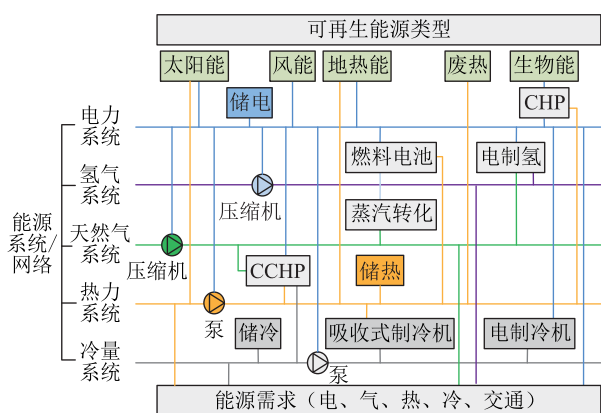 可再生能源类型
太阳能
风能
地热能
废热
生物能
储电
CHP
电力
系统
燃料电池
电制氢
氢气
系统
压缩机
蒸汽转化
能源
系统/
网络
天然气
系统
压缩机
CCHP
储热
热力
系统
泵
储冷
吸收式制冷机
电制冷机
冷量
系统
泵
能源需求（电、气、热、冷、交通）